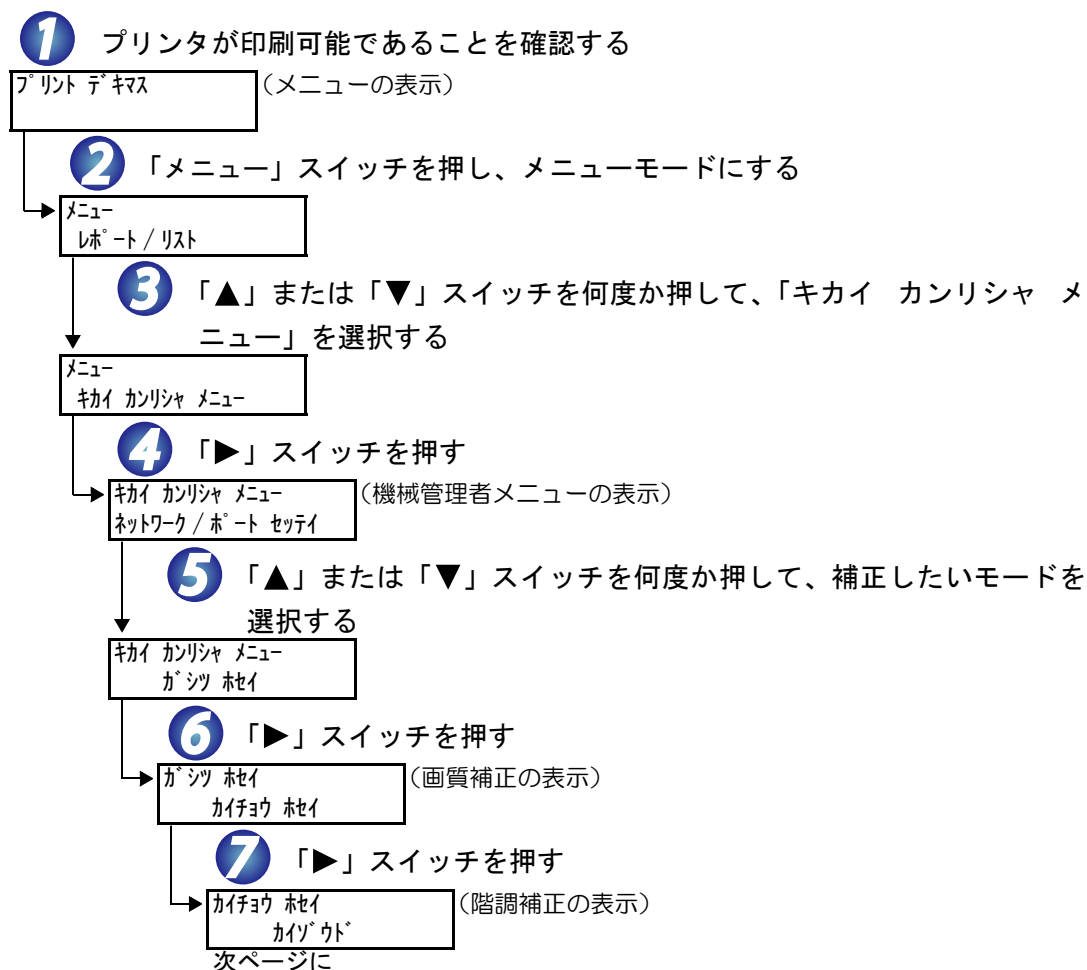 1 プリンタが印刷可能であることを確認する
ﾌﾟﾘﾝﾄ ﾃﾞｷﾏｽ
（メニューの表示）
2 「メニュー」スイッチを押し、メニューモードにする
ﾒﾆｭｰ
ﾚﾎﾟｰﾄ / ﾘｽﾄ
3 「▲」または「▼」スイッチを何度か押して、「キカイ カンリシャ メ
ニュー」を選択する
ﾒﾆｭｰ
ｷｶｲ ｶﾝﾘｼｬ ﾒﾆｭｰ
4 「▶」スイッチを押す
ｷｶｲ ｶﾝﾘｼｬ ﾒﾆｭｰ
（機械管理者メニューの表示）
ﾈｯﾄﾜｰｸ / ﾎﾟｰﾄ ｾｯﾃｲ
5 「▲」または「▼」スイッチを何度か押して、補正したいモードを
選択する
ｷｶｲ ｶﾝﾘｼｬ ﾒﾆｭｰ
ｶﾞｼﾂ ﾎｾｲ
6 「▶」スイッチを押す
ｶﾞｼﾂ ﾎｾｲ
（画質補正の表示）
ｶｲﾁｮｳ ﾎｾｲ
7 「▶」スイッチを押す
ｶｲﾁｮｳ ﾎｾｲ
（階調補正の表示）
ｶｲｿﾞｳﾄﾞ
次ページに